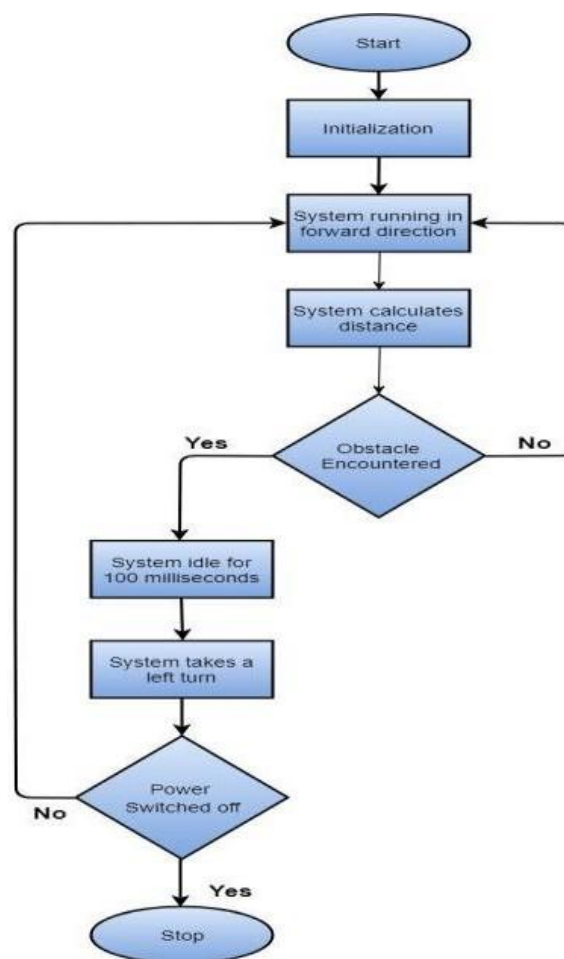 Start
Initialization
System running in
forward direction
System calculates
distance
Obstacle
Encountered
Yes
No
System idle for
100 milliseconds
System takes a
left turn
Power
Switched off
No
Yes
Stop